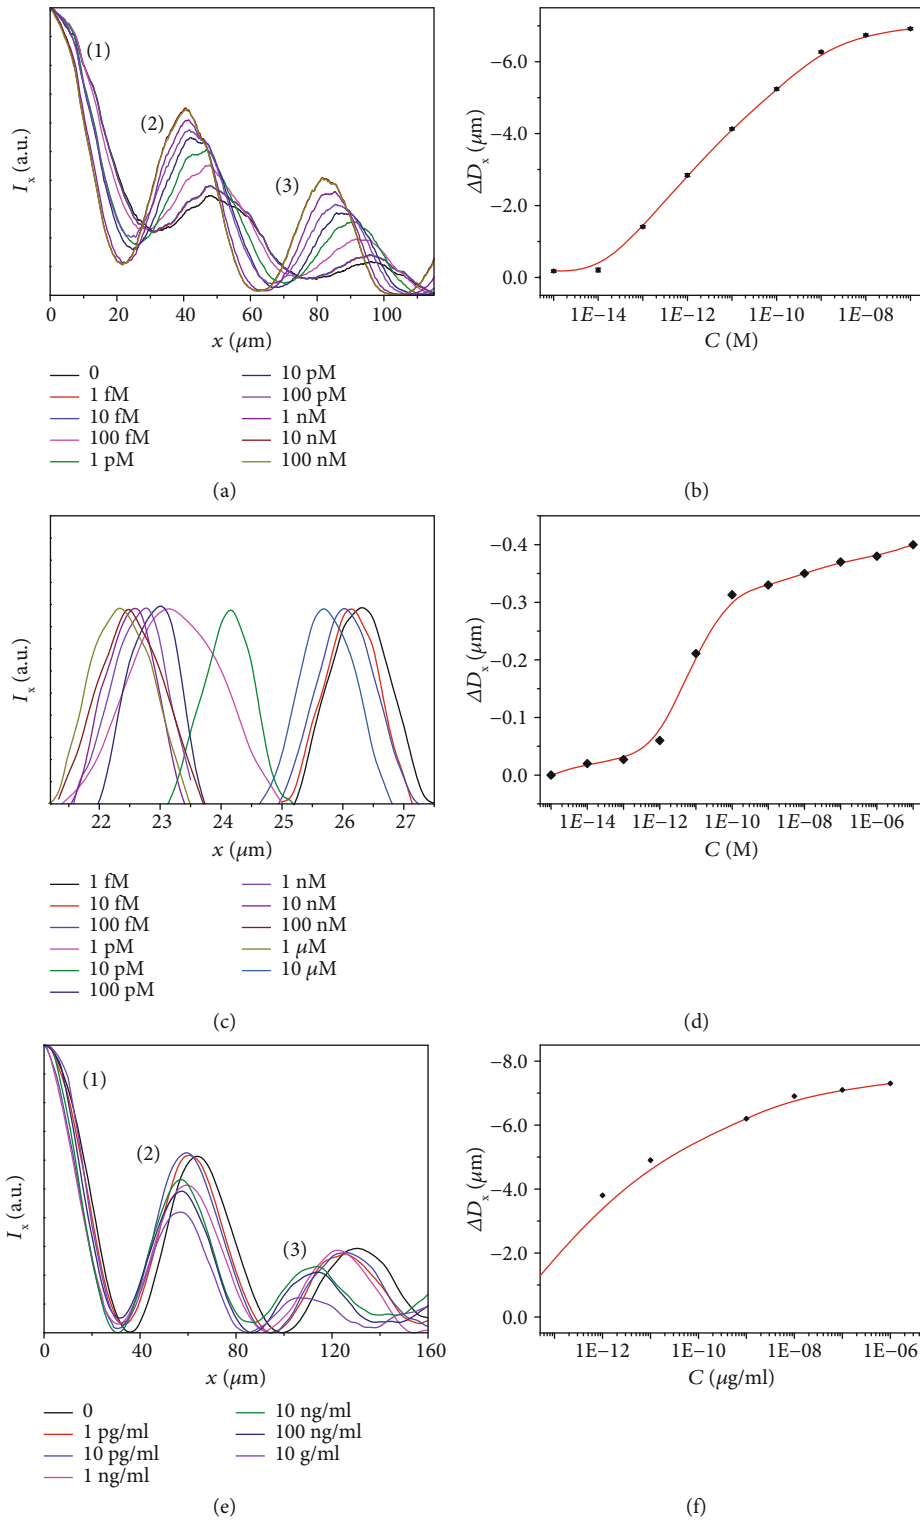 (1)
(2)
(3)
I_x (a.u.)
0 20 40 60 80 100
x (μm)
0 10 pM
1 fM 100 pM
10 fM 1 nM
100 fM 10 nM
1 pM 100 nM
(a)
−6.0
−4.0
−2.0
0.0
ΔD_x (μm)
1E−14 1E−12 1E−10 1E−08
C (M)
(b)
I_x (a.u.)
22 23 24 25 26 27
x (μm)
1 fM 1 nM
10 fM 10 nM
100 fM 100 nM
1 pM 1 μM
10 pM 10 μM
100 pM
(c)
−0.4
−0.3
−0.2
−0.1
0.0
ΔD_x (μm)
1E−14 1E−12 1E−10 1E−08 1E−06
C (M)
(d)
(1)
(2)
(3)
I_x (a.u.)
0 40 80 120 160
x (μm)
0 10 ng/ml
1 pg/ml 100 ng/ml
10 pg/ml 10 g/ml
1 ng/ml
(e)
−8.0
−6.0
−4.0
−2.0
0.0
ΔD_x (μm)
1E−12 1E−10 1E−08 1E−06
C (μg/ml)
(f)